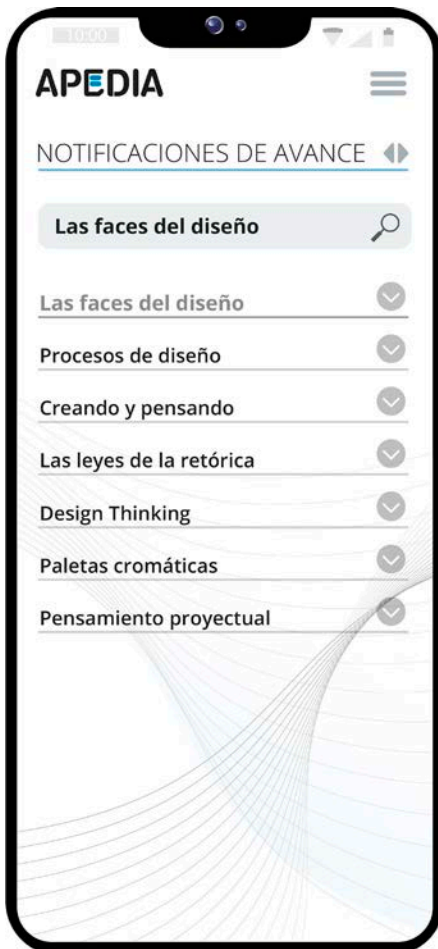 10:00
APEDIA
NOTIFICACIONES DE AVANCE
Las faces del diseño
Las faces del diseño
Procesos de diseño
Creando y pensando
Las leyes de la retórica
Design Thinking
Paletas cromáticas
Pensamiento proyectual